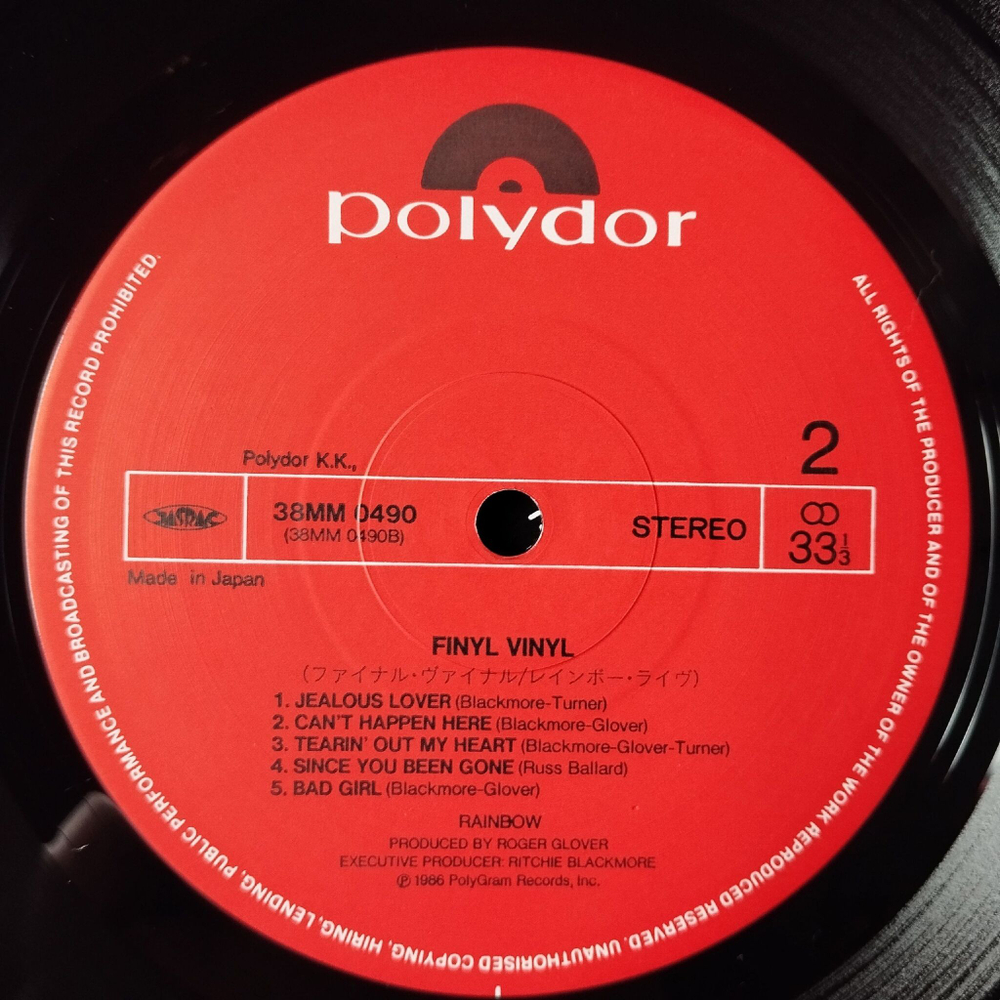 polydor
ALL RIGHTS OF THE PRODUCER AND OF THE OWNER OF THE WORK REPRODUCED RESERVED. UNAUTHORISED COPYING, HIRING, LENDING, PUBLIC PERFORMANCE AND BROADCASTING OF THIS RECORD PROHIBITED.
2
Polydor K.K.,
JASRAC
38MM 0490
(38MM 0490B)
STEREO
33 1/3
Made in Japan
FINYL VINYL
(ファイナル・ヴァイナル/レインボー・ライヴ)
1. JEALOUS LOVER (Blackmore-Turner)
2. CAN'T HAPPEN HERE (Blackmore-Glover)
3. TEARIN' OUT MY HEART (Blackmore-Glover-Turner)
4. SINCE YOU BEEN GONE (Russ Ballard)
5. BAD GIRL (Blackmore-Glover)
RAINBOW
PRODUCED BY ROGER GLOVER
EXECUTIVE PRODUCER: RITCHIE BLACKMORE
℗ 1986 PolyGram Records, Inc.